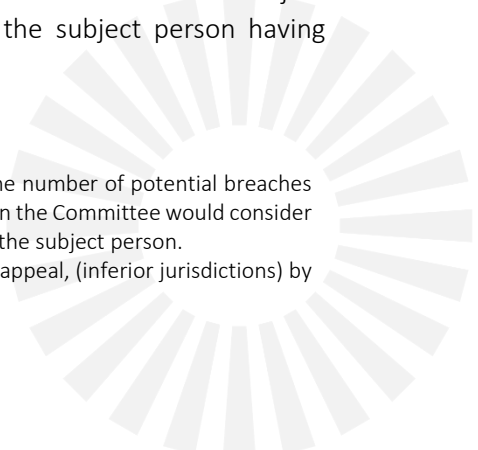 the subject person having
number of potential breaches
the Committee would consider
the subject person.
appeal, (inferior jurisdictions) by